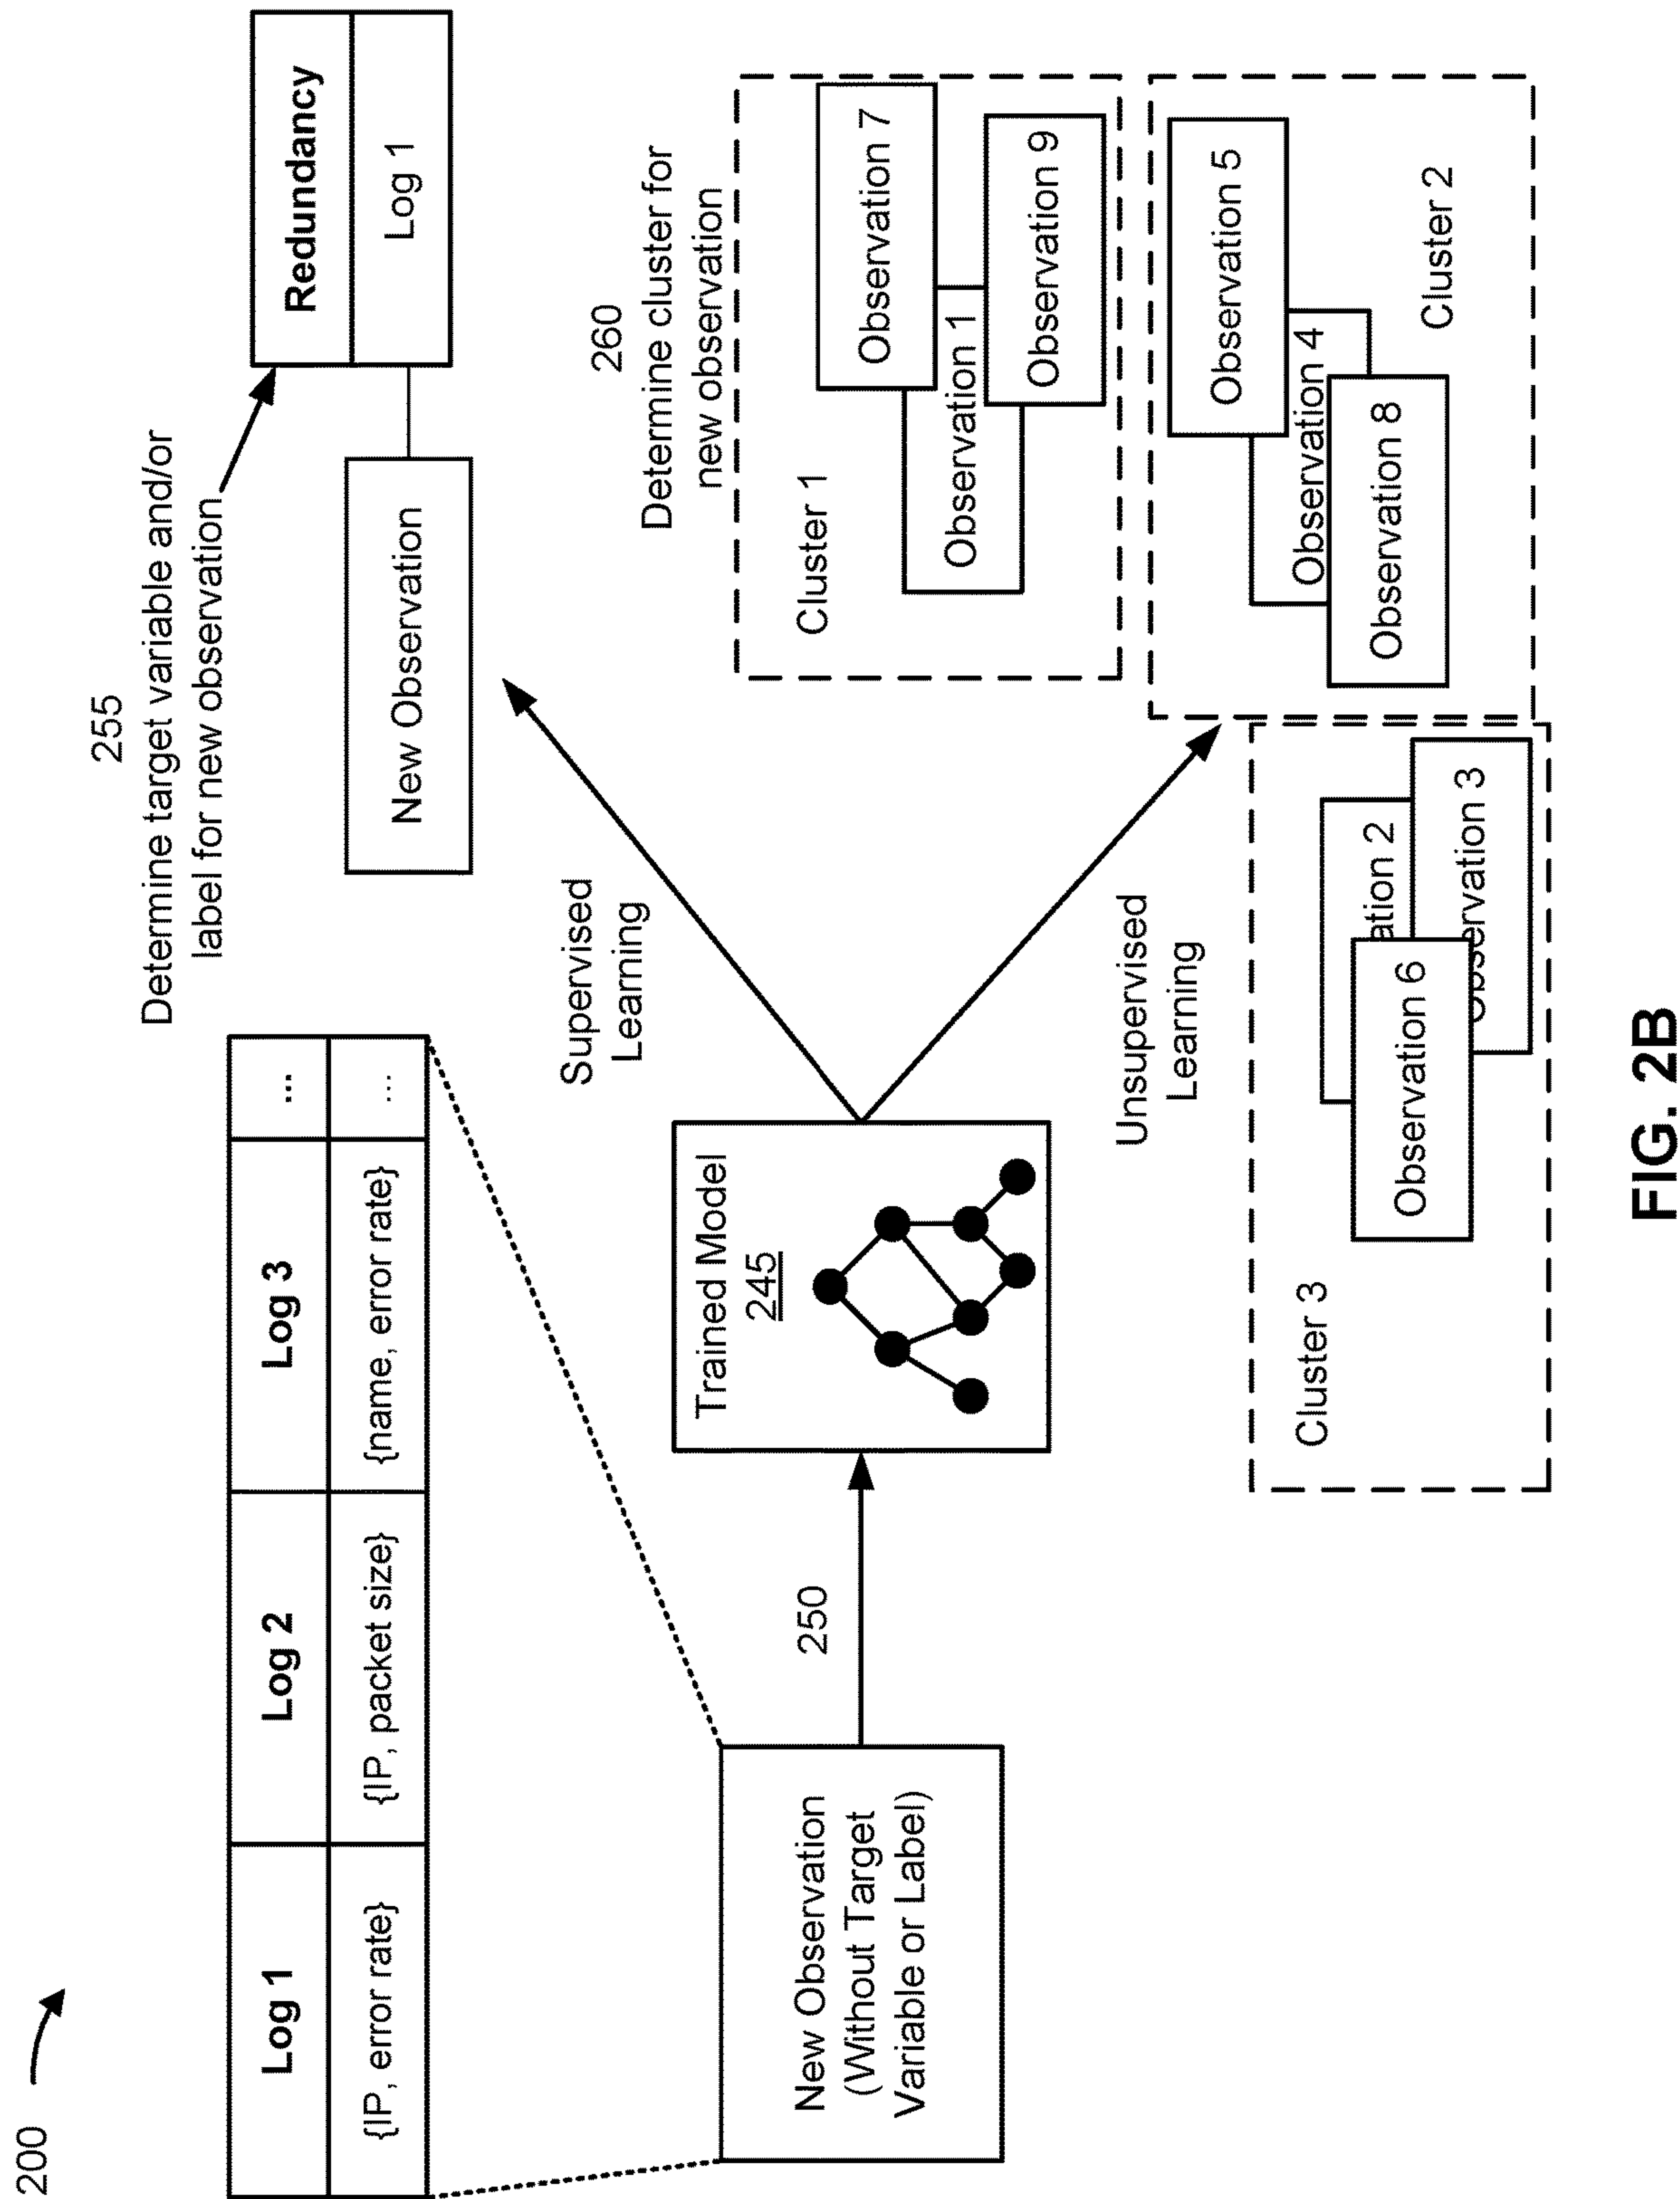 200
Log 1
Log 2
Log 3
...
{IP, error rate}
{IP, packet size}
{name, error rate}
...
255
Determine target variable and/or
label for new observation
Redundancy
Log 1
New Observation
Supervised
Learning
New Observation
(Without Target
Variable or Label)
250
Trained Model
245
Unsupervised
Learning
260
Determine cluster for
new observation
Cluster 1
Observation 7
Observation 1
Observation 9
Observation 5
Observation 4
Observation 8
Cluster 2
Cluster 3
ation 2
Observation 3
Observation 6
FIG. 2B